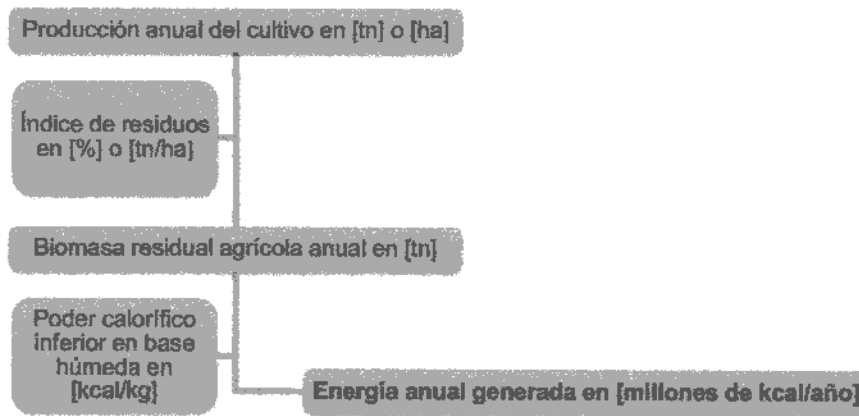 Producción anual del cultivo en [tn] o [ha]
Índice de residuos
en [%] o [tn/ha]
Biomasa residual agrícola anual en [tn]
Poder calorífico
inferior en base
húmeda en
[kcal/kg]
Energía anual generada en [millones de kcal/año]